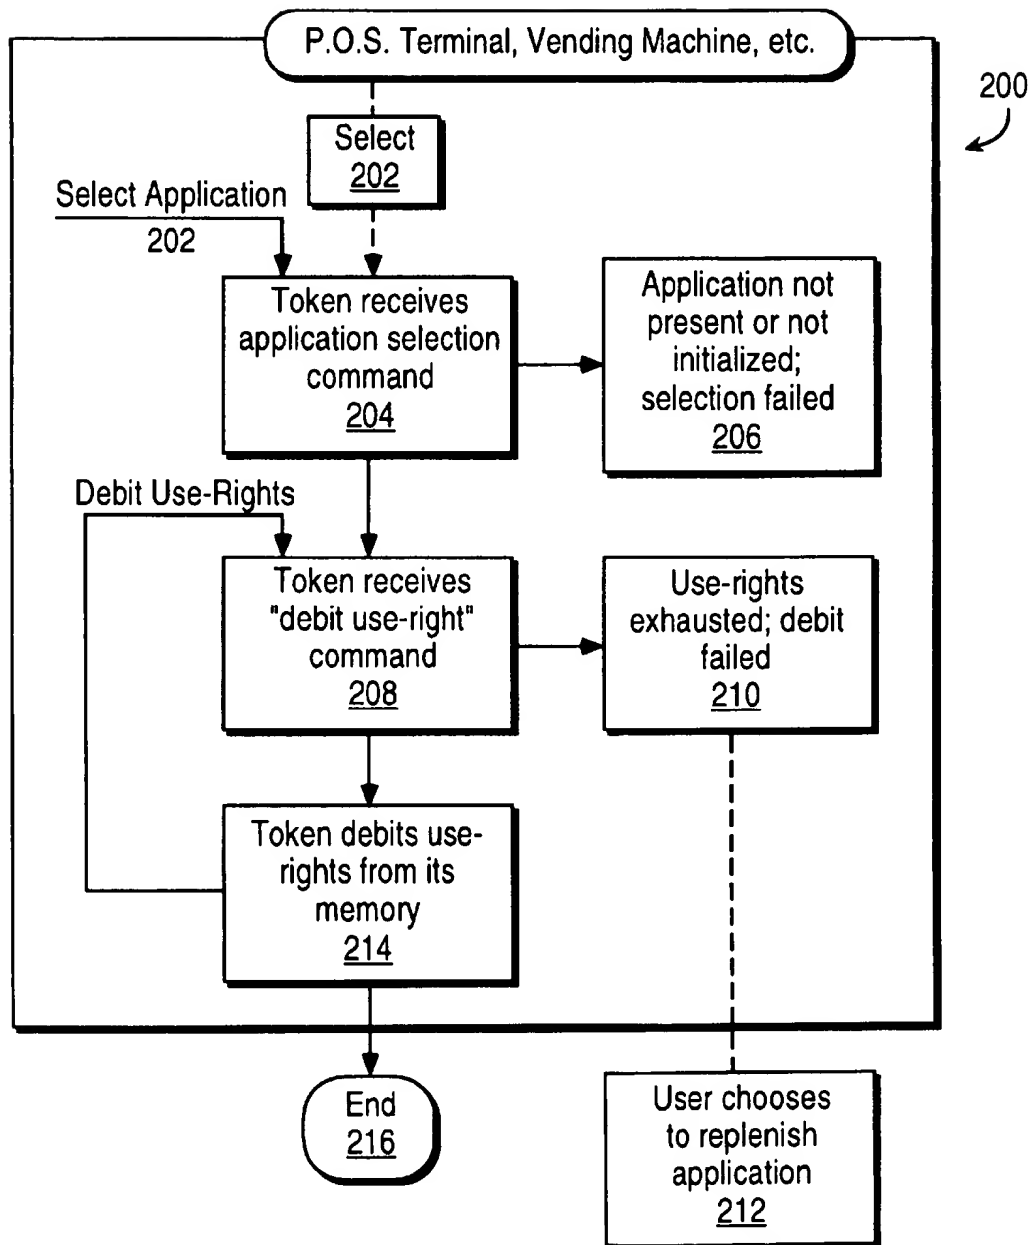 P.O.S. Terminal, Vending Machine, etc.
200
Select
202
Select Application
202
Token receives
application selection
command
204
Application not
present or not
initialized;
selection failed
206
Debit Use-Rights
Token receives
"debit use-right"
command
208
Use-rights
exhausted; debit
failed
210
Token debits use-
rights from its
memory
214
End
216
User chooses
to replenish
application
212